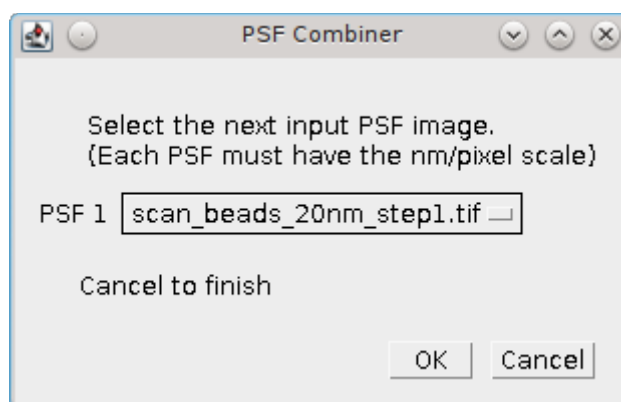 PSF Combiner
Select the next input PSF image.
(Each PSF must have the nm/pixel scale)
PSF 1 scan_beads_20nm_step1.tif
Cancel to finish
OK Cancel